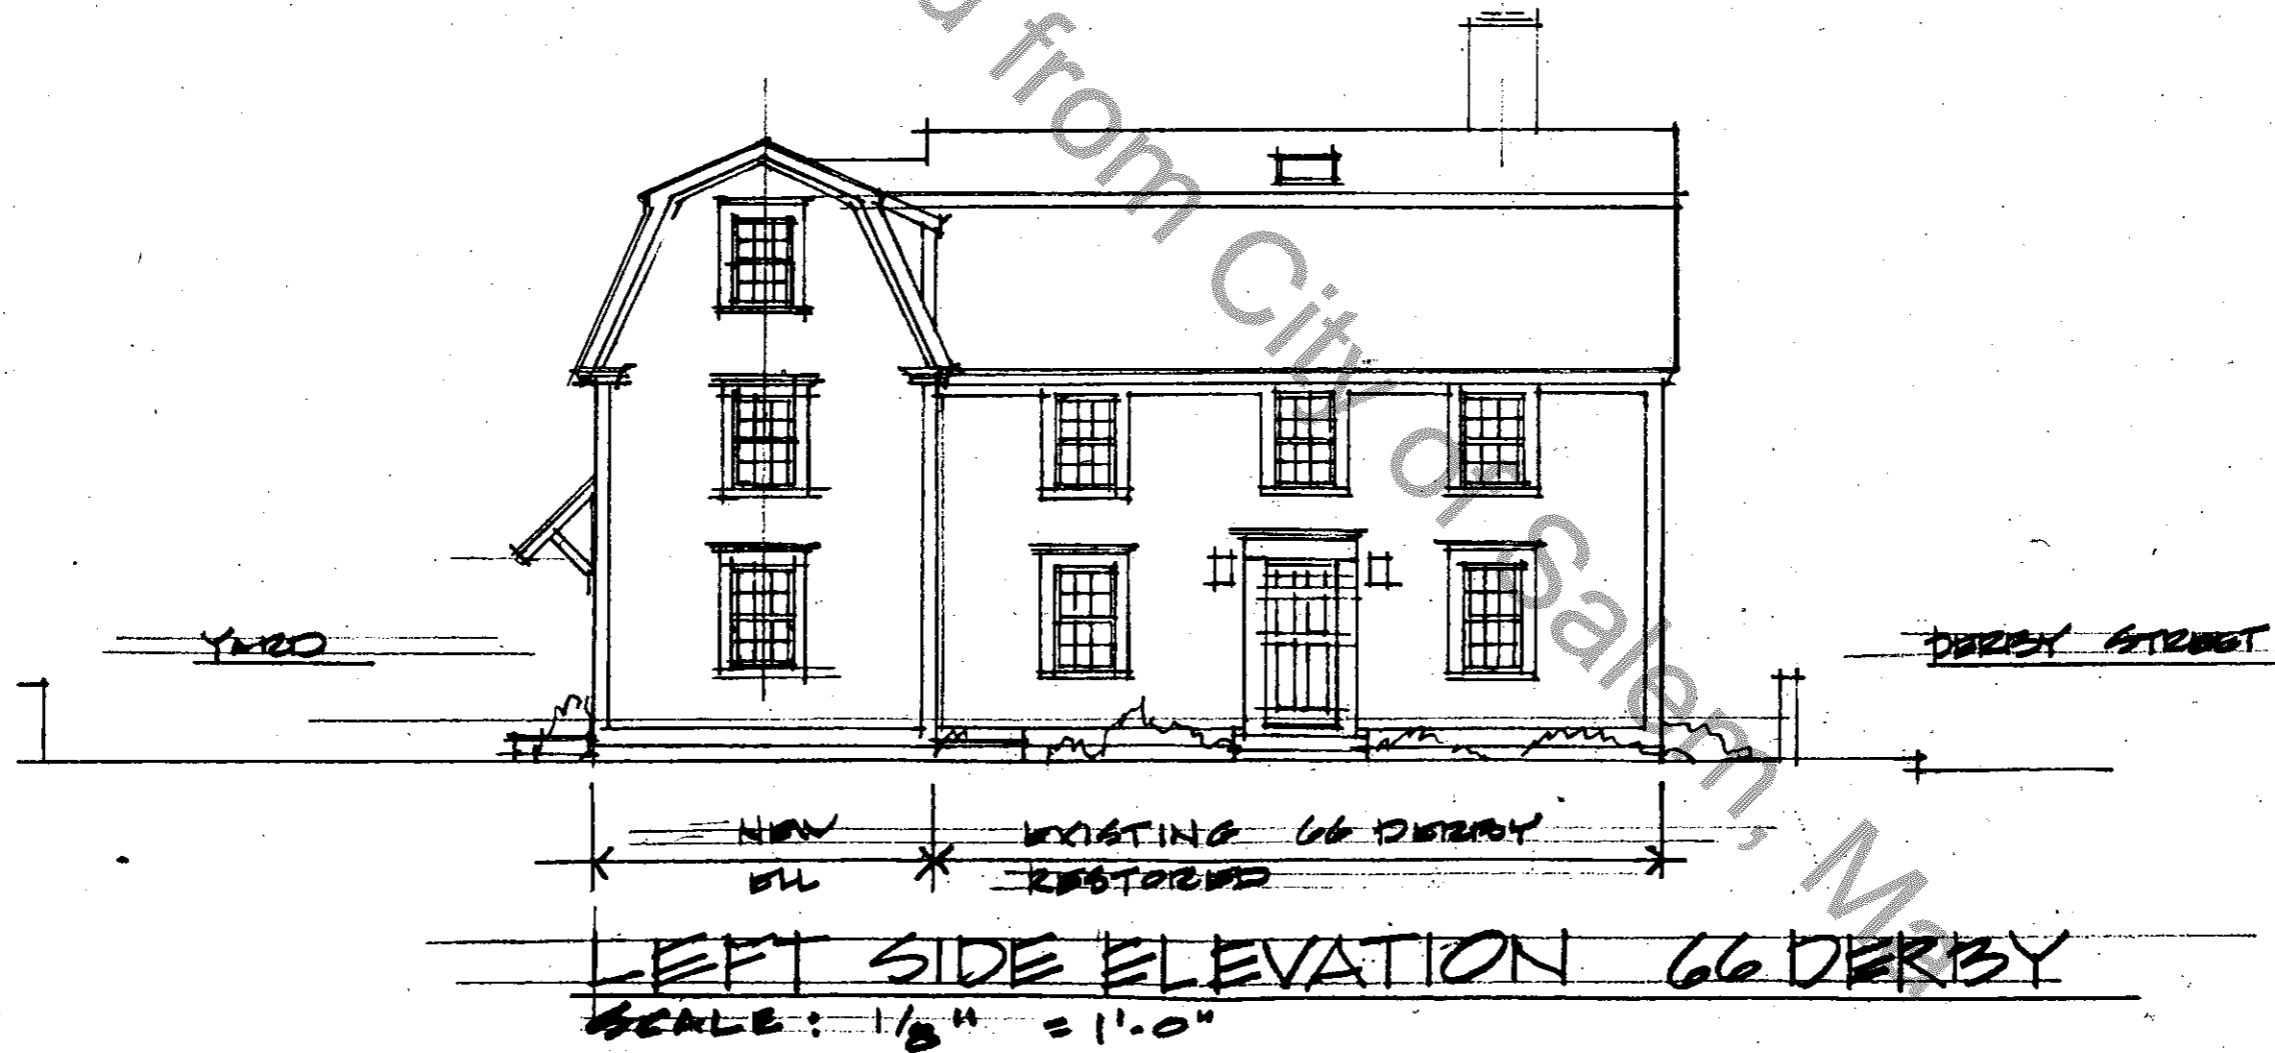 d from City of Salem, Ma
YARD
DERBY STREET
NEW
ELL
EXISTING 66 DERBY
RESTORED
LEFT SIDE ELEVATION 66 DERBY
SCALE: 1/8" = 1'-0"